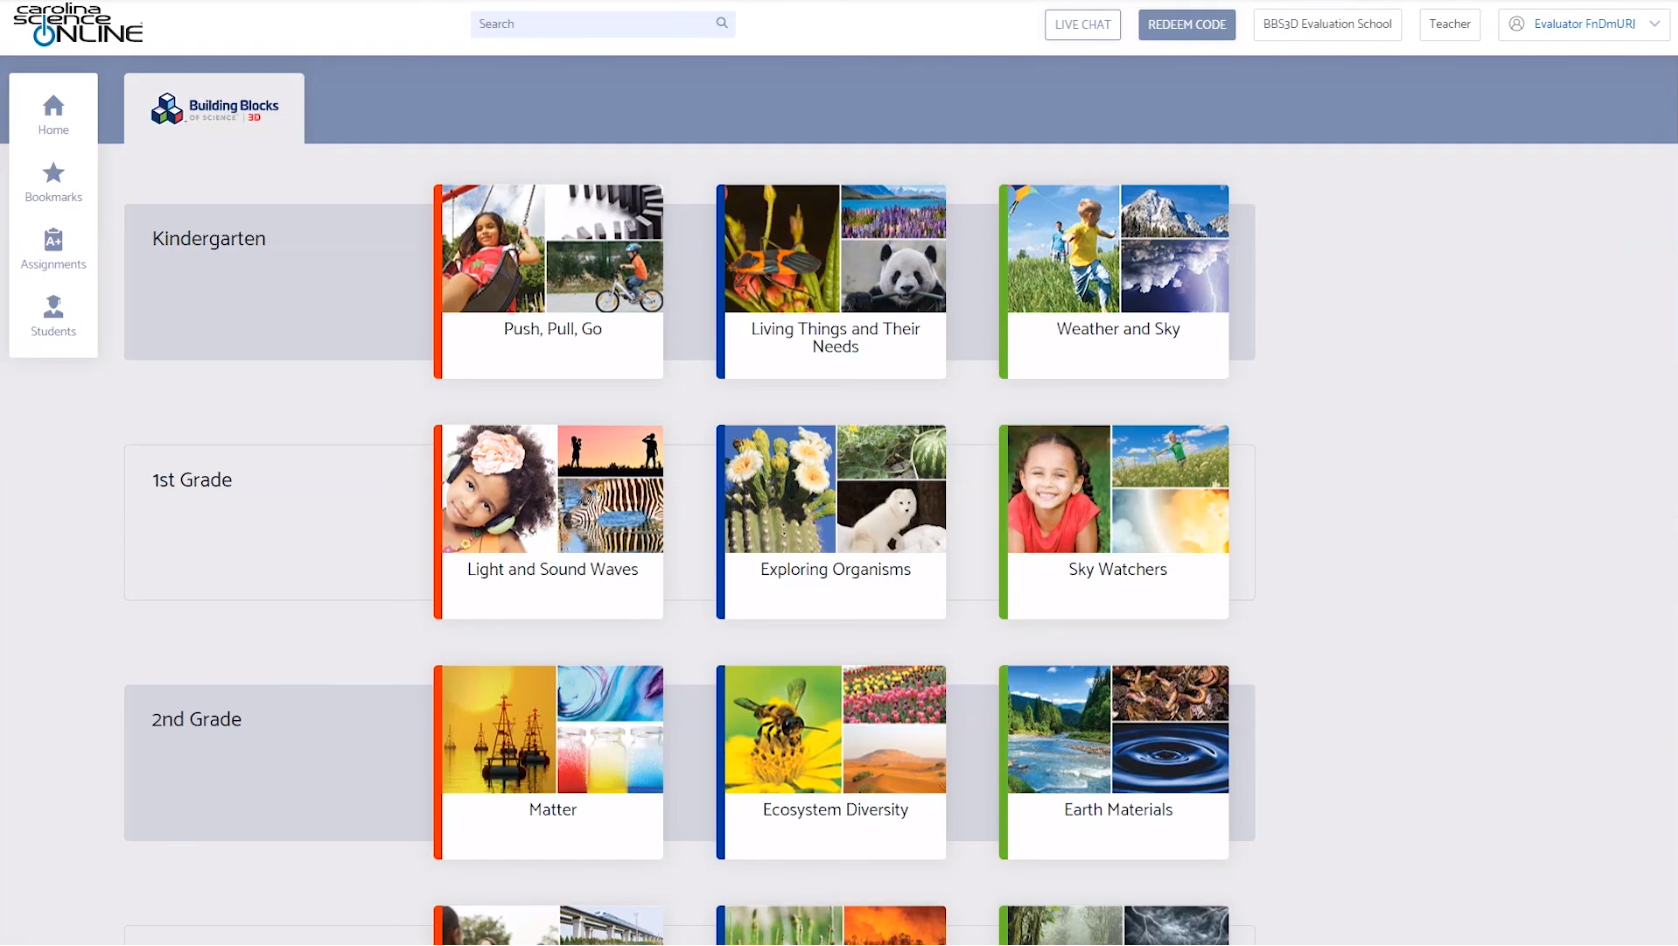 carolina
science
ONLINE
Search
LIVE CHAT
REDEEM CODE
BBS3D Evaluation School
Teacher
Evaluator FnDmURJ
Home
Bookmarks
A+
Assignments
Students
Building Blocks
OF SCIENCE | 3D
Kindergarten
Push, Pull, Go
Living Things and Their
Needs
Weather and Sky
1st Grade
Light and Sound Waves
Exploring Organisms
Sky Watchers
2nd Grade
Matter
Ecosystem Diversity
Earth Materials